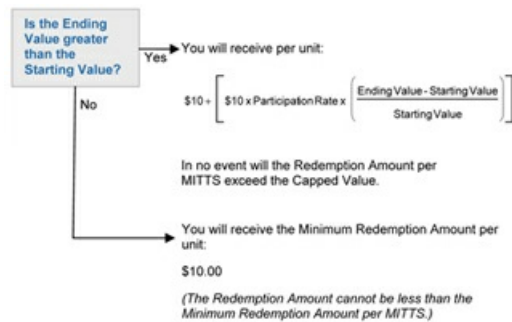 Is the Ending
Value greater
than the
Starting Value?
Yes
You will receive per unit:
$10 + [ $10 x Participation Rate x ( Ending Value - Starting Value
Starting Value ) ]
In no event will the Redemption Amount per
MITTS exceed the Capped Value.
No
You will receive the Minimum Redemption Amount per
unit:
$10.00
(The Redemption Amount cannot be less than the
Minimum Redemption Amount per MITTS.)